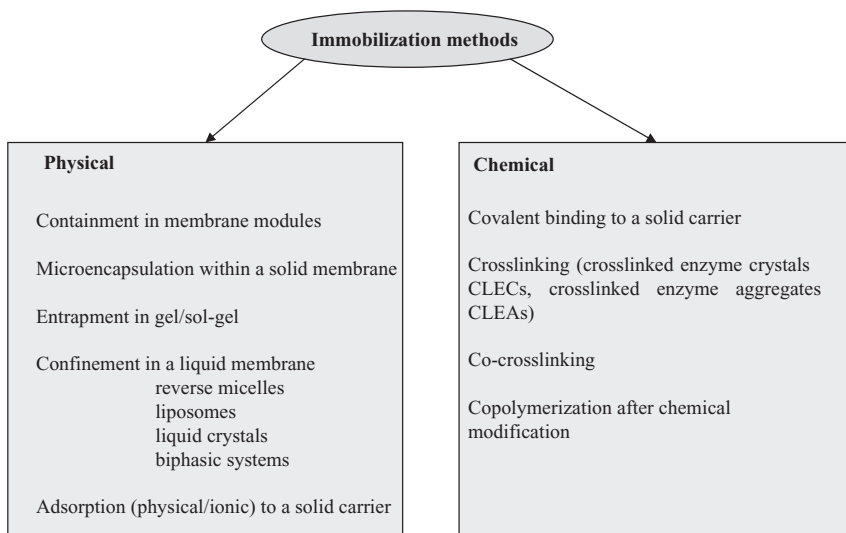 Immobilization methods
Physical
Containment in membrane modules
Microencapsulation within a solid membrane
Entrapment in gel/sol-gel
Confinement in a liquid membrane
reverse micelles
liposomes
liquid crystals
biphasic systems
Adsorption (physical/ionic) to a solid carrier
Chemical
Covalent binding to a solid carrier
Crosslinking (crosslinked enzyme crystals
CLECs, crosslinked enzyme aggregates
CLEAs)
Co-crosslinking
Copolymerization after chemical
modification